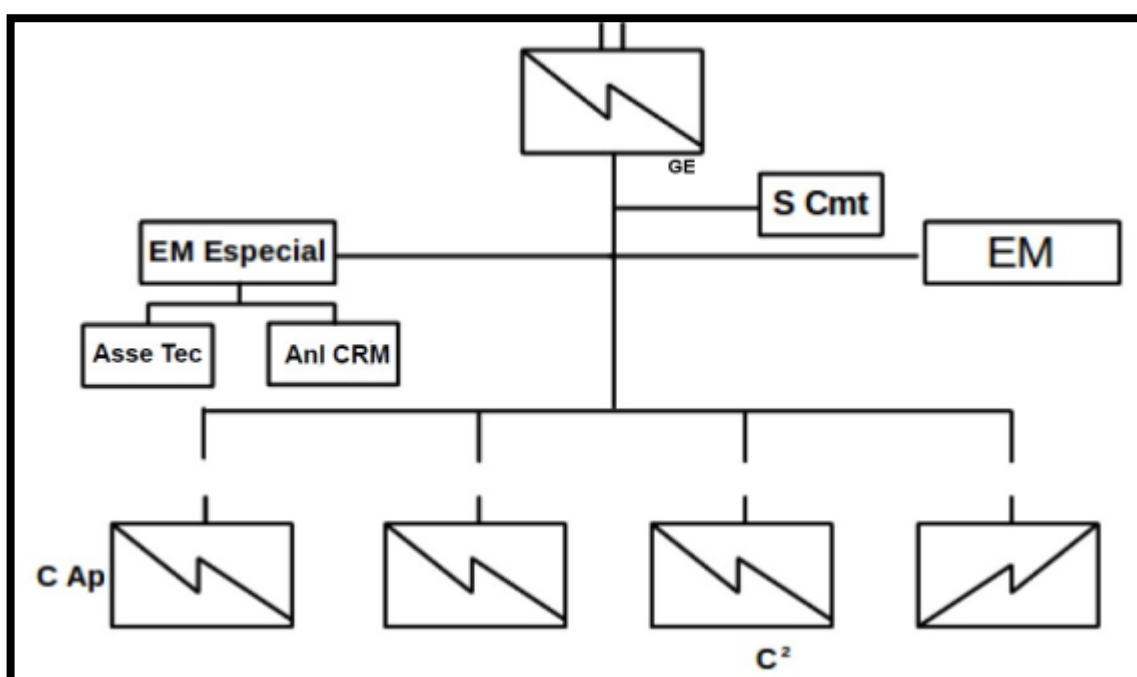 GE
S Cmt
EM Especial
EM
Asse Tec
Anl CRM
C Ap
C²